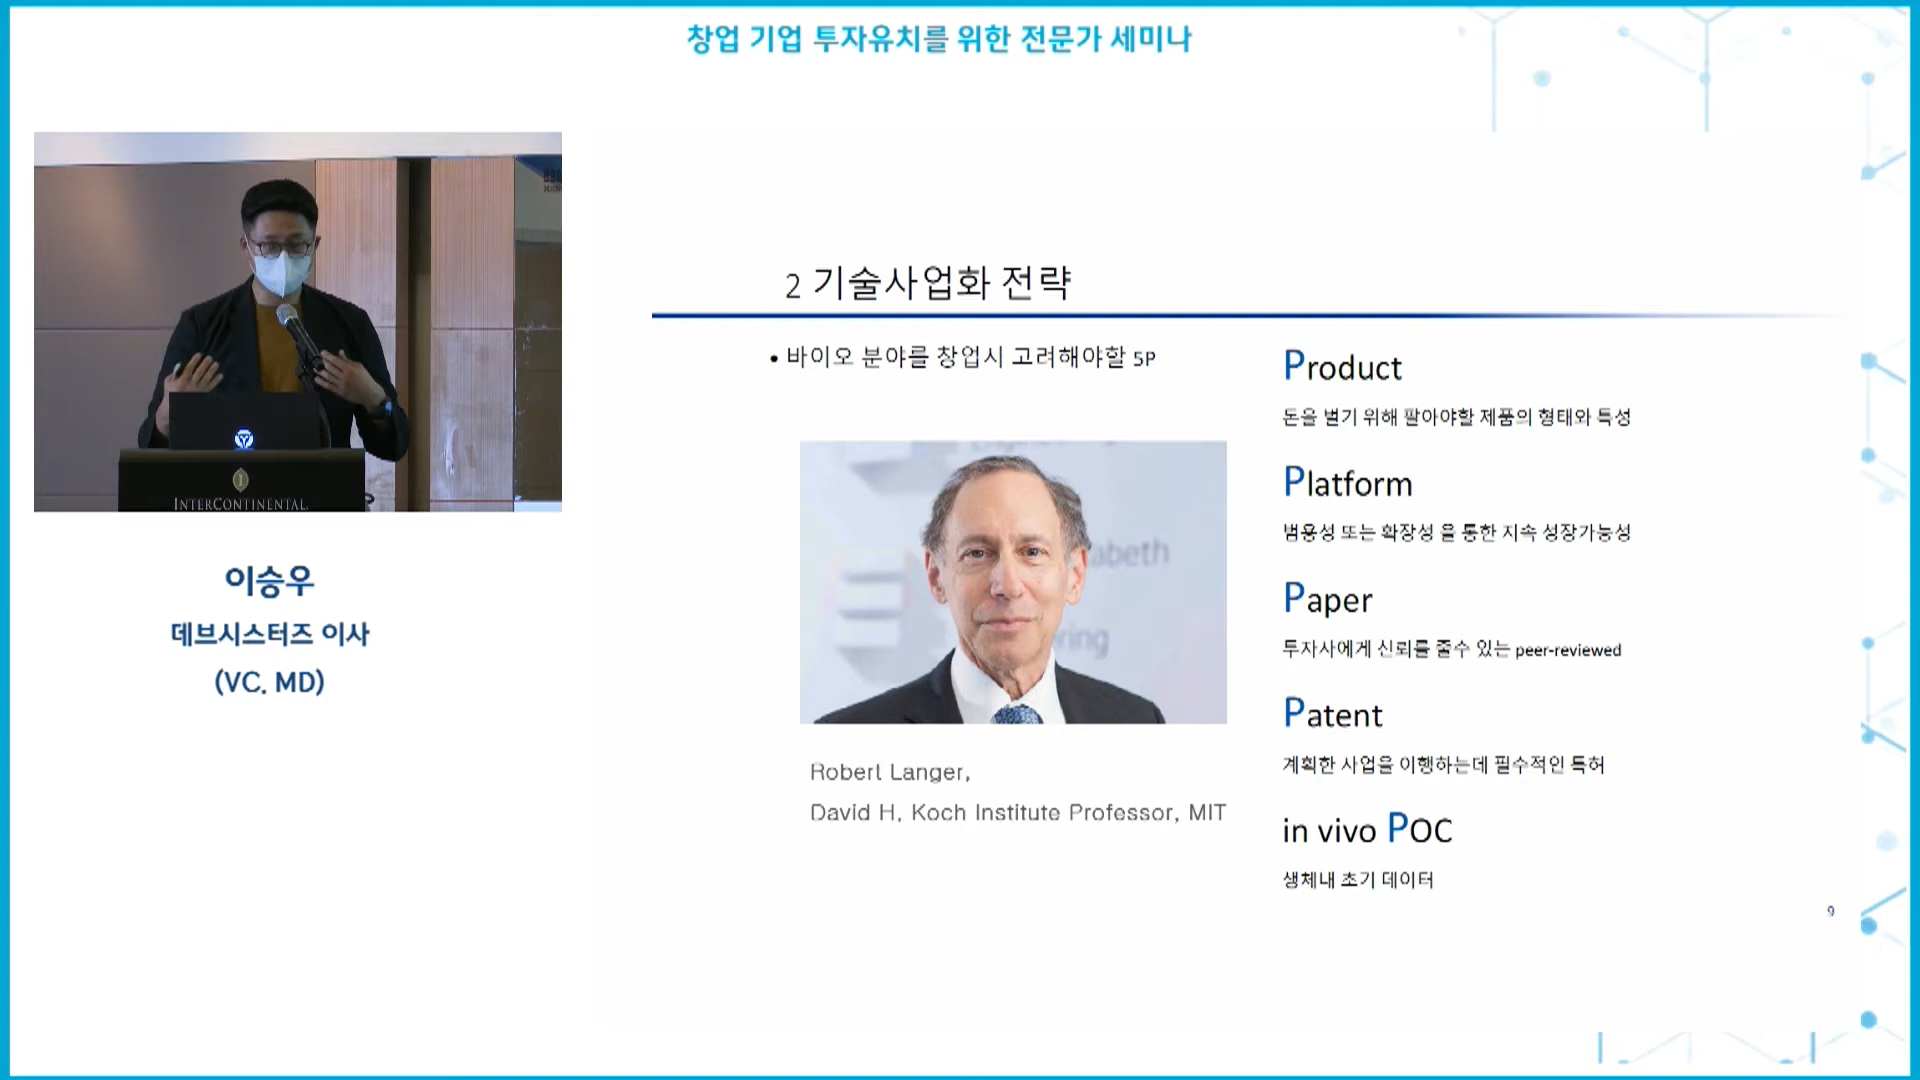 창업 기업 투자유치를 위한 전문가 세미나
INTERCONTINENTAL.
이승우
데브시스터즈 이사
(VC, MD)
2 기술사업화 전략
• 바이오 분야를 창업시 고려해야할 5P
abeth
ring
Robert Langer,
David H. Koch Institute Professor, MIT
Product
돈을 벌기 위해 팔아야할 제품의 형태와 특성
Platform
범용성 또는 확장성 을 통한 지속 성장가능성
Paper
투자사에게 신뢰를 줄수 있는 peer-reviewed
Patent
계획한 사업을 이행하는데 필수적인 특허
in vivo POC
생체내 초기 데이터
9